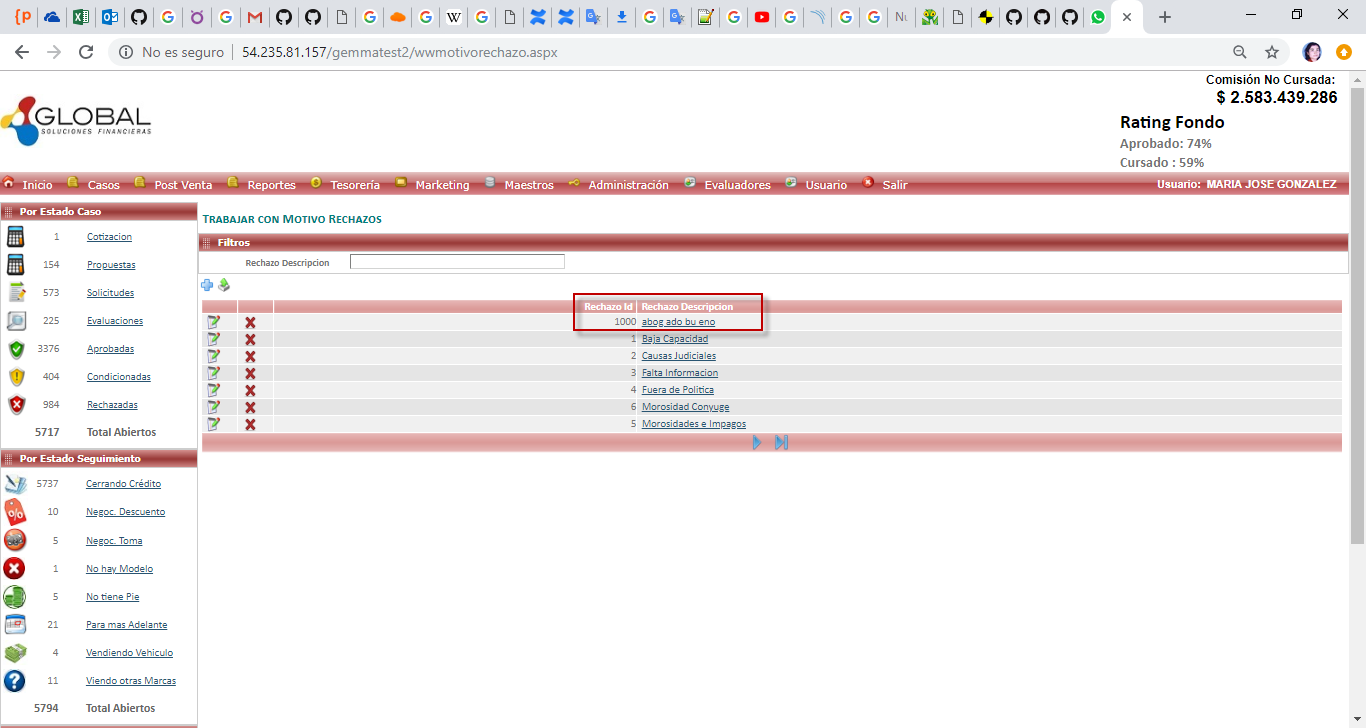 No es seguro 54.235.81.157/gemmatest2/wwmotivorechazo.aspx
Comisión No Cursada:
$ 2.583.439.286
GLOBAL
SOLUCIONES FINANCIERAS
Rating Fondo
Aprobado: 74%
Cursado : 59%
Inicio Casos Post Venta Reportes Tesorería Marketing Maestros Administración Evaluadores Usuario Salir Usuario: MARIA JOSE GONZALEZ
Por Estado Caso
1 Cotizacion
154 Propuestas
573 Solicitudes
225 Evaluaciones
3376 Aprobadas
404 Condicionadas
984 Rechazadas
5717 Total Abiertos
Por Estado Seguimiento
5737 Cerrando Crédito
10 Negoc. Descuento
5 Negoc. Toma
1 No hay Modelo
5 No tiene Pie
21 Para mas Adelante
4 Vendiendo Vehiculo
11 Viendo otras Marcas
5794 Total Abiertos
TRABAJAR CON MOTIVO RECHAZOS
Filtros
Rechazo Descripcion
Rechazo Id Rechazo Descripcion
1000 abog ado bu eno
1 Baja Capacidad
2 Causas Judiciales
3 Falta Informacion
4 Fuera de Politica
6 Morosidad Conyuge
5 Morosidades e Impagos